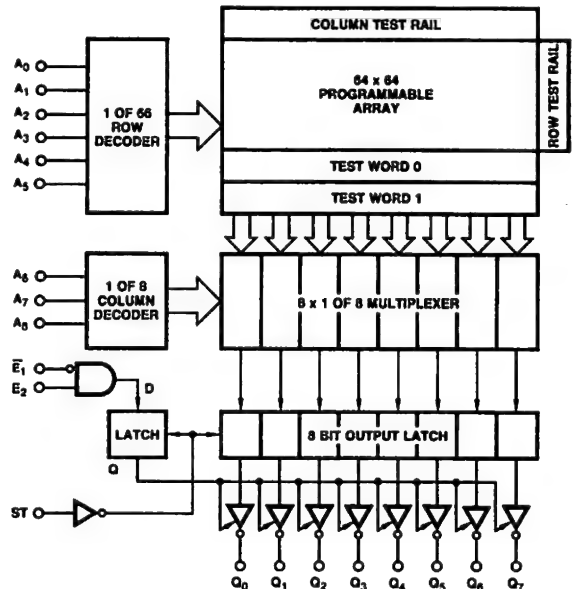 COLUMN TEST RAIL
64 x 64
PROGRAMMABLE
ARRAY
ROW TEST RAIL
TEST WORD 0
TEST WORD 1
A0
A1
A2
A3
A4
A5
1 OF 66
ROW
DECODER
A6
A7
A8
1 OF 8
COLUMN
DECODER
8 x 1 OF 8 MULTIPLEXER
E̅1
E2
D
LATCH
Q
8 BIT OUTPUT LATCH
ST
Q0 Q1 Q2 Q3 Q4 Q5 Q6 Q7